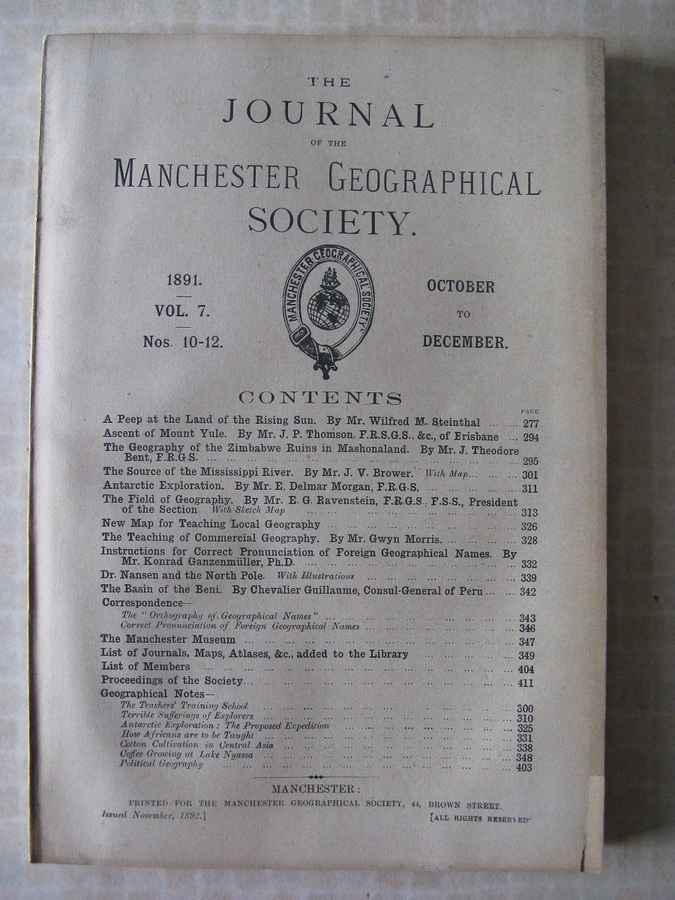 THE
JOURNAL
OF THE
MANCHESTER GEOGRAPHICAL
SOCIETY.
MANCHESTER GEOGRAPHICAL SOCIETY
1891.
VOL. 7.
Nos. 10-12.
OCTOBER
TO
DECEMBER.
CONTENTS
PAGE
A Peep at the Land of the Rising Sun. By Mr. Wilfred M. Steinthal ... ... 277
Ascent of Mount Yule. By Mr. J. P. Thomson, F.R.S.G.S., &c., of Erisbane ... 294
The Geography of the Zimbabwe Ruins in Mashonaland. By Mr. J. Theodore
Bent, F.R.G.S. ... ... ... ... ... ... ... ... ... ... 295
The Source of the Mississippi River. By Mr. J. V. Brower. With Map... ... 301
Antarctic Exploration. By Mr. E. Delmar Morgan, F.R.G.S. ... ... ... ... 311
The Field of Geography. By Mr. E. G. Ravenstein, F.R.G.S., F.S.S., President
of the Section. With Sketch Map ... ... ... ... ... ... ... 313
New Map for Teaching Local Geography ... ... ... ... ... ... ... 326
The Teaching of Commercial Geography. By Mr. Gwyn Morris. ... ... ... 328
Instructions for Correct Pronunciation of Foreign Geographical Names. By
Mr. Konrad Ganzenmüller, Ph.D. ... ... ... ... ... ... ... 332
Dr. Nansen and the North Pole. With Illustrations ... ... ... ... ... 339
The Basin of the Beni. By Chevalier Guillaume, Consul-General of Peru ... ... 342
Correspondence—
The "Orthography of Geographical Names" ... ... ... ... ... ... 343
Correct Pronunciation of Foreign Geographical Names ... ... ... ... ... 346
The Manchester Museum ... ... ... ... ... ... ... ... ... 347
List of Journals, Maps, Atlases, &c., added to the Library ... ... ... ... 349
List of Members ... ... ... ... ... ... ... ... ... ... 404
Proceedings of the Society... ... ... ... ... ... ... ... ... 411
Geographical Notes—
The Teachers' Training School ... ... ... ... ... ... ... ... 300
Terrible Sufferings of Explorers ... ... ... ... ... ... ... ... 310
Antarctic Exploration: The Proposed Expedition ... ... ... ... ... ... 325
How Africans are to be Taught ... ... ... ... ... ... ... ... 331
Cotton Cultivation in Central Asia ... ... ... ... ... ... ... ... 338
Coffee Growing at Lake Nyassa ... ... ... ... ... ... ... ... 348
Political Geography ... ... ... ... ... ... ... ... ... 403
MANCHESTER:
PRINTED FOR THE MANCHESTER GEOGRAPHICAL SOCIETY, 44, BROWN STREET.
Issued November, 1892.]
[ALL RIGHTS RESERVED